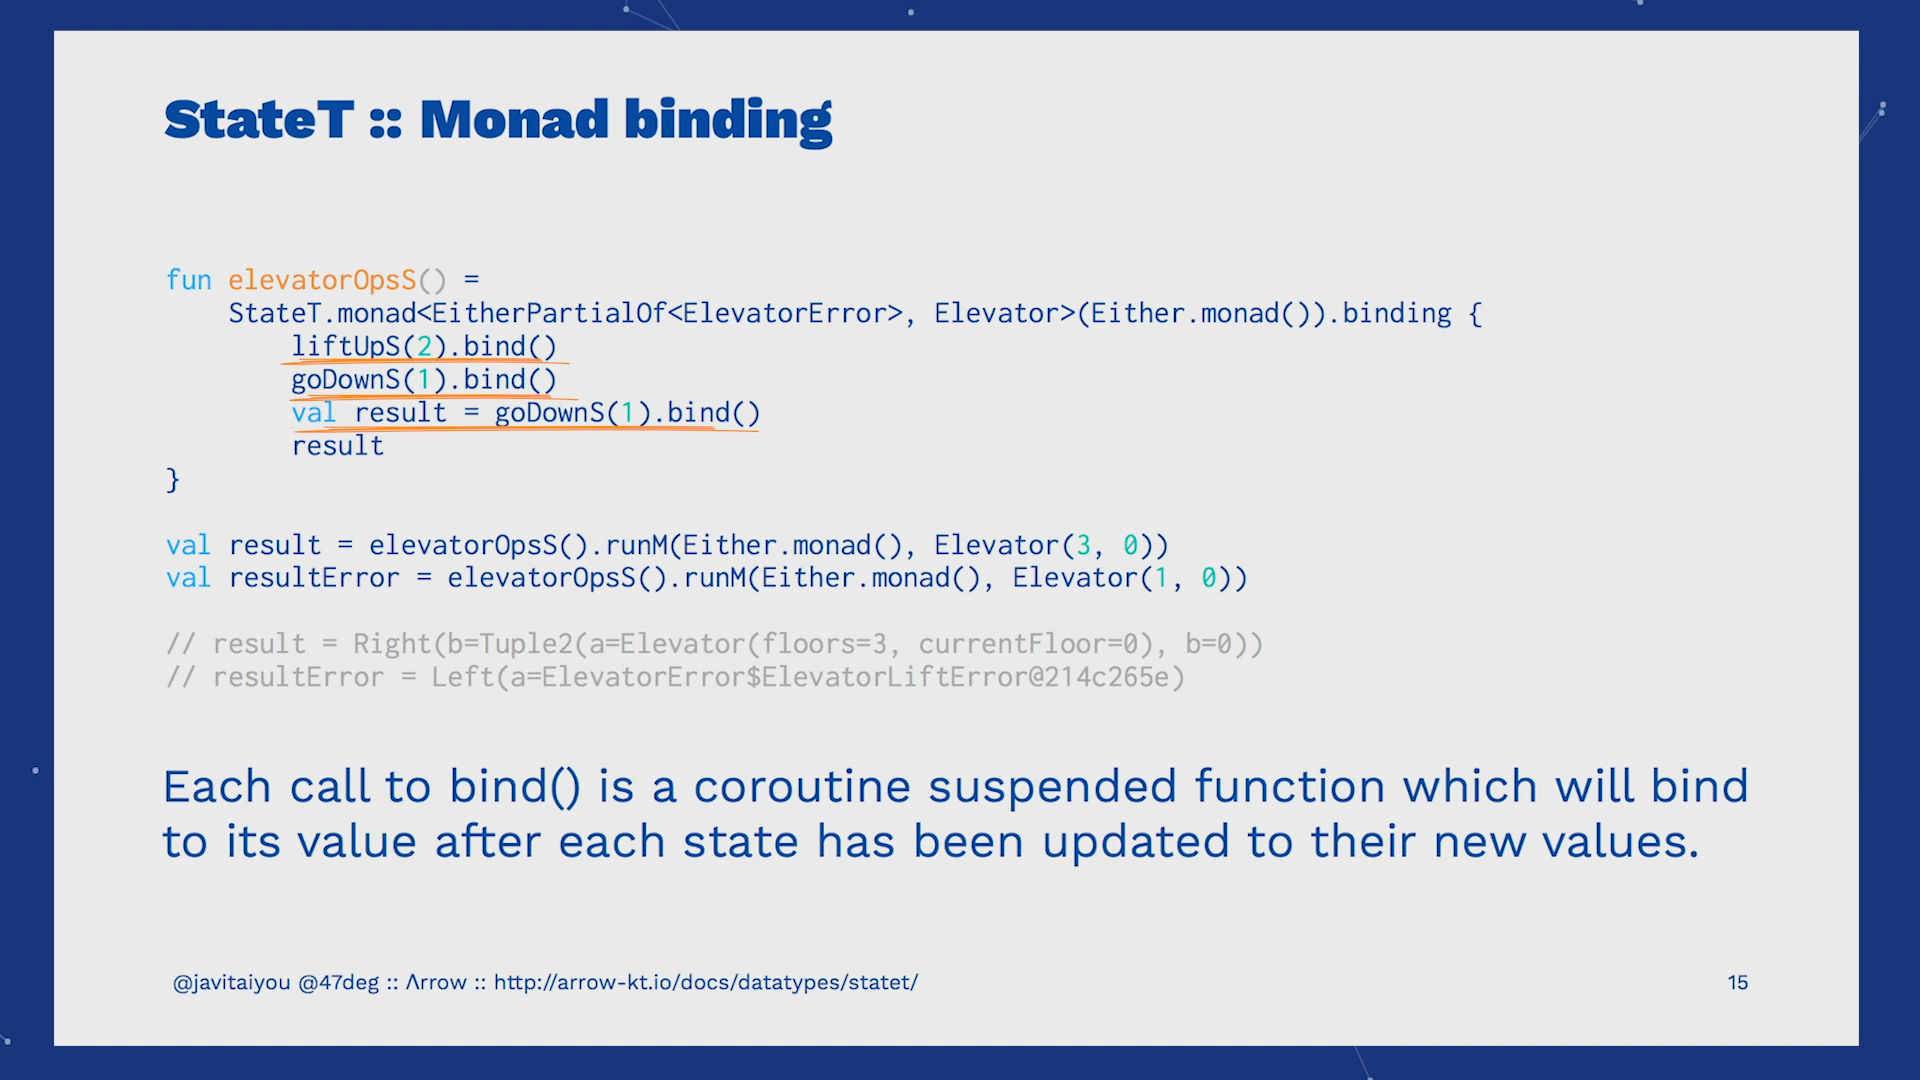 StateT :: Monad binding
fun elevatorOpsS() =
    StateT.monad<EitherPartialOf<ElevatorError>, Elevator>(Either.monad()).binding {
        liftUpS(2).bind()
        goDownS(1).bind()
        val result = goDownS(1).bind()
        result
}
val result = elevatorOpsS().runM(Either.monad(), Elevator(3, 0))
val resultError = elevatorOpsS().runM(Either.monad(), Elevator(1, 0))
// result = Right(b=Tuple2(a=Elevator(floors=3, currentFloor=0), b=0))
// resultError = Left(a=ElevatorError$ElevatorLiftError@214c265e)
Each call to bind() is a coroutine suspended function which will bind
to its value after each state has been updated to their new values.
@javitaiyou @47deg :: Λrrow :: http://arrow-kt.io/docs/datatypes/statet/
15